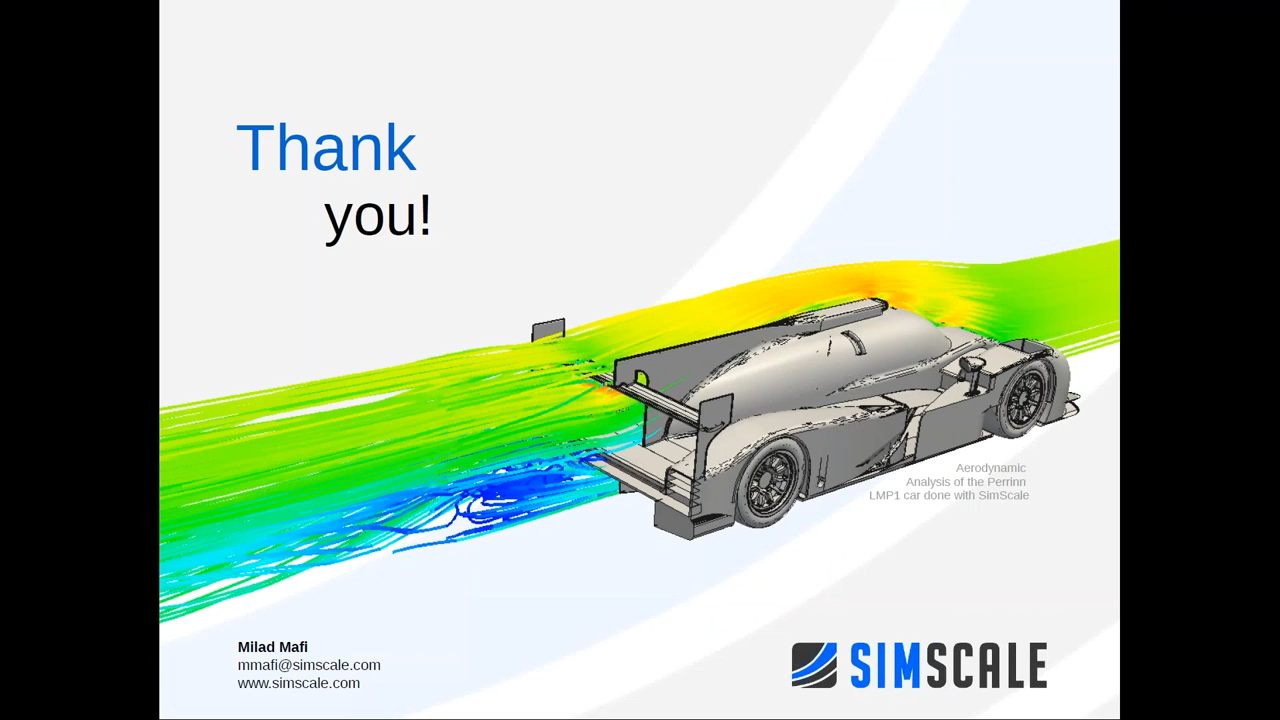 Thank
you!
Aerodynamic
Analysis of the Perrinn
LMP1 car done with SimScale
Milad Mafi
mmafi@simscale.com
www.simscale.com
SIMSCALE